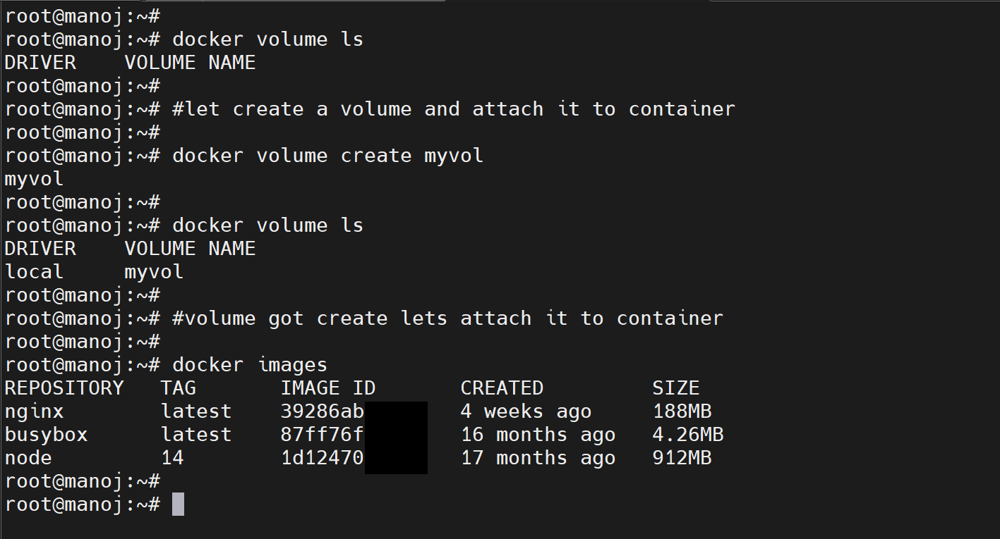 root@manoj:~#
root@manoj:~# docker volume ls
DRIVER    VOLUME NAME
root@manoj:~#
root@manoj:~# #let create a volume and attach it to container
root@manoj:~#
root@manoj:~# docker volume create myvol
myvol
root@manoj:~#
root@manoj:~# docker volume ls
DRIVER    VOLUME NAME
local     myvol
root@manoj:~#
root@manoj:~# #volume got create lets attach it to container
root@manoj:~#
root@manoj:~# docker images
REPOSITORY   TAG       IMAGE ID       CREATED         SIZE
nginx        latest    39286ab        4 weeks ago     188MB
busybox      latest    87ff76f        16 months ago   4.26MB
node         14        1d12470        17 months ago   912MB
root@manoj:~#
root@manoj:~#